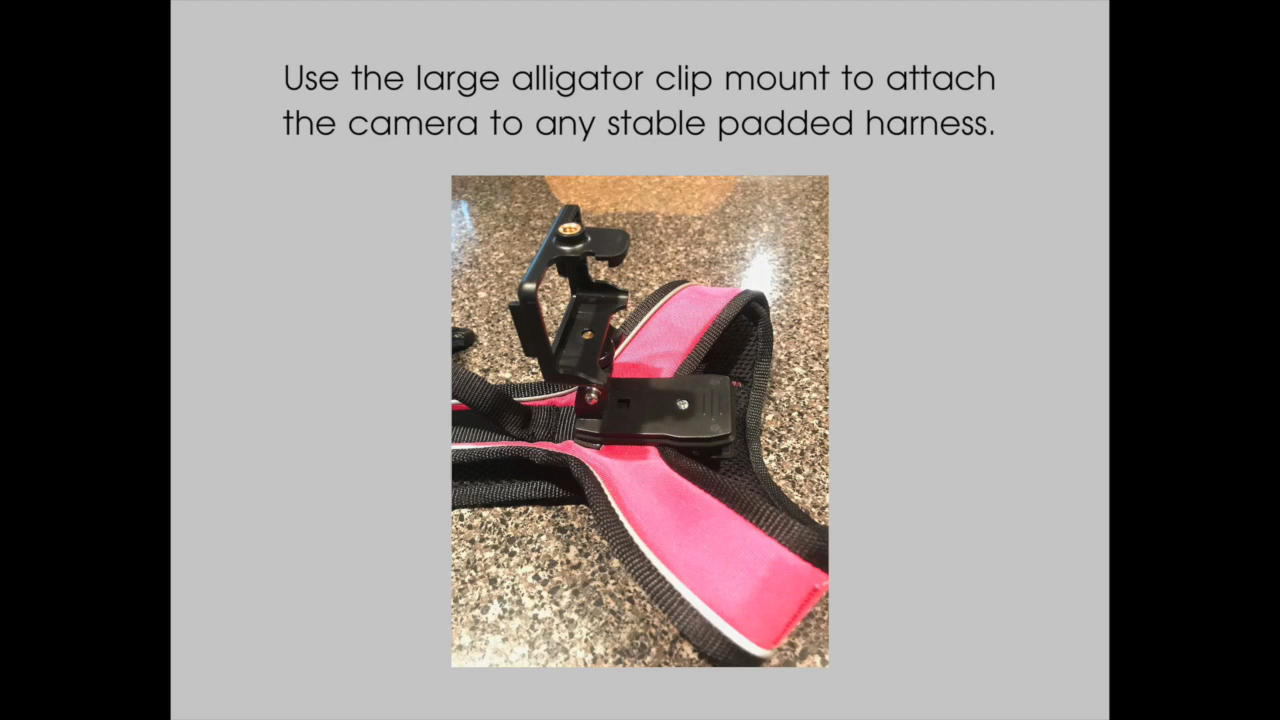 Use the large alligator clip mount to attach
the camera to any stable padded harness.